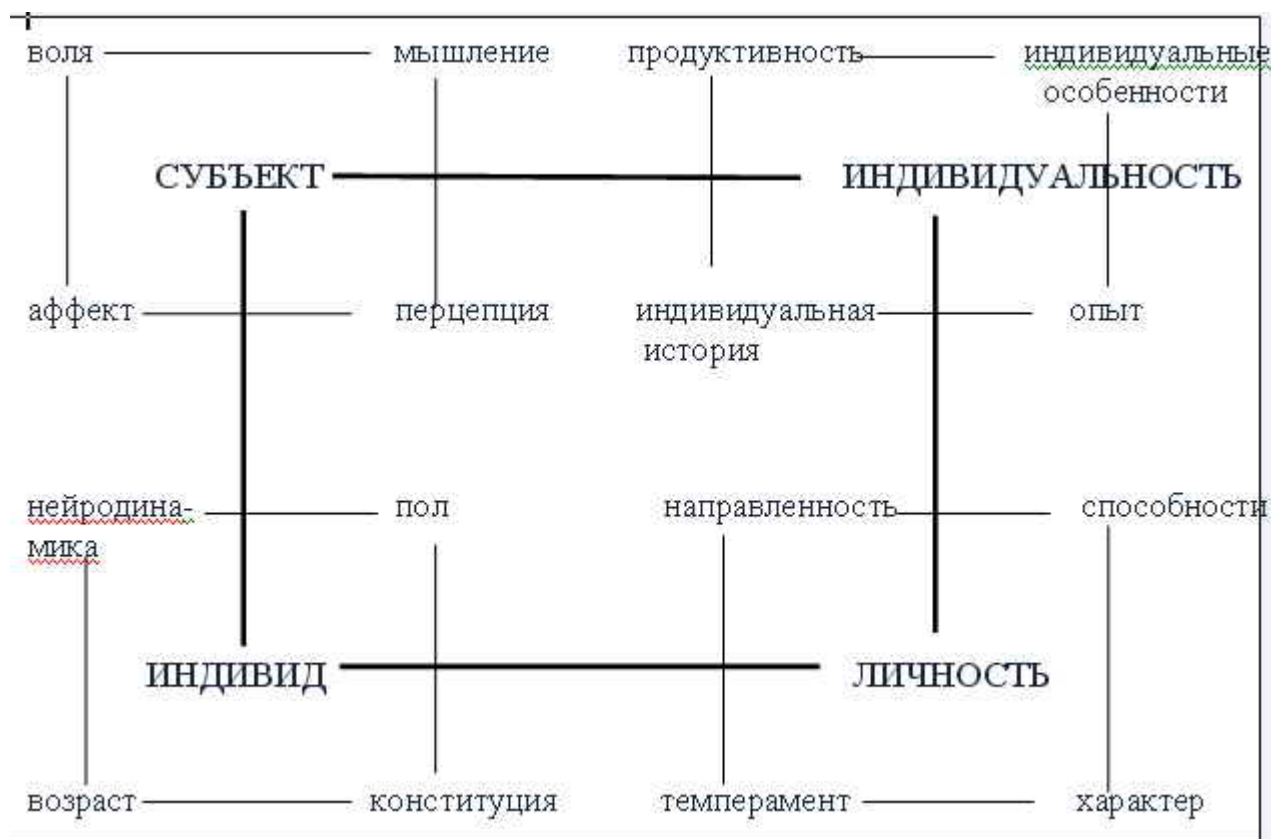 воля мышление продуктивность индивидуальные
особенности
СУБЪЕКТ ИНДИВИДУАЛЬНОСТЬ
аффект перцепция индивидуальная опыт
история
нейродина- пол направленность способности
мика
ИНДИВИД ЛИЧНОСТЬ
возраст конституция темперамент характер